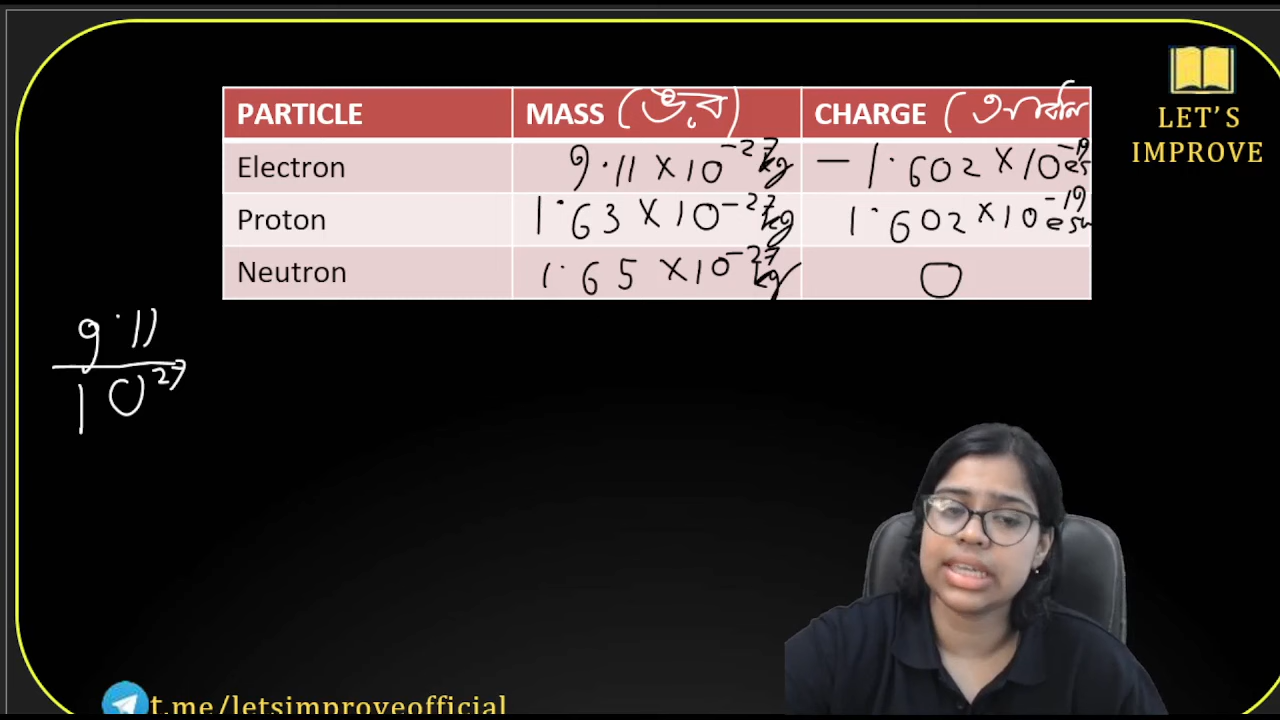 LET'S
IMPROVE
PARTICLE MASS (ভর) CHARGE (
Electron 9.11 × 10⁻²⁷ kg - 1.602 × 10⁻¹⁹ es
Proton 1.63 × 10⁻²⁷ kg 1.602 × 10⁻¹⁹ esu
Neutron 1.65 × 10⁻²⁷ kg 0
9.11
10²⁷
t.me/letsimproveofficial